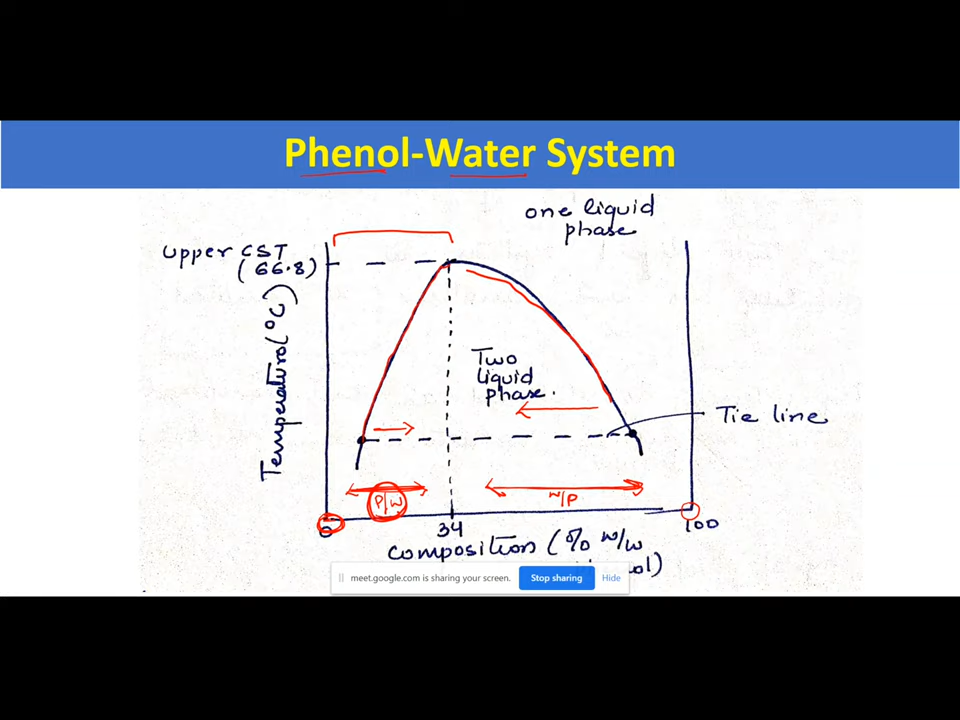 Phenol-Water System
one liquid
phase
Upper CST
(66.8)
Temperature (°C)
Two
liquid
phase.
Tie line
P/W
W/P
0
34
100
composition (% w/w
meet.google.com is sharing your screen.
Stop sharing
Hide